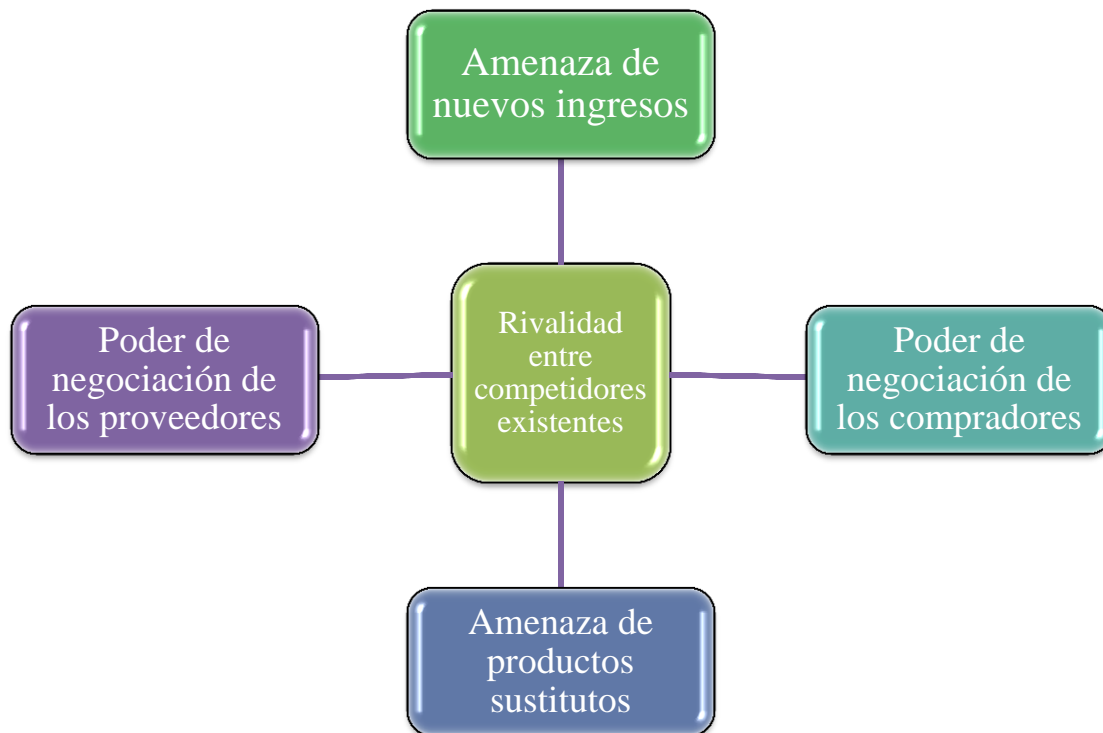 Amenaza de
nuevos ingresos
Poder de
negociación de
los proveedores
Rivalidad
entre
competidores
existentes
Poder de
negociación de
los compradores
Amenaza de
productos
sustitutos